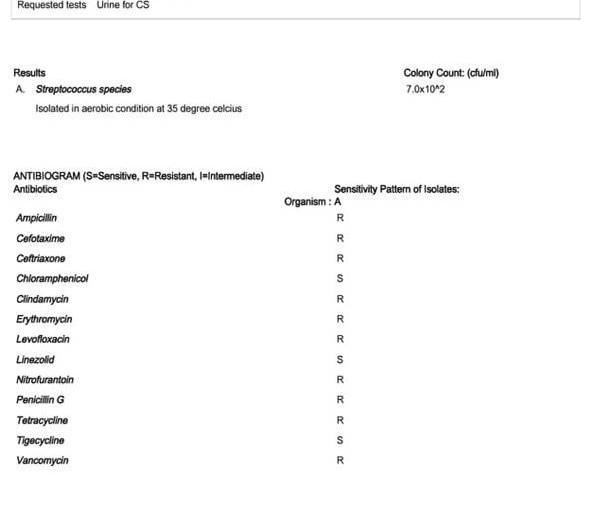 Requested tests Urine for CS
Results Colony Count: (cfu/ml)
A. Streptococcus species 7.0x10^2
Isolated in aerobic condition at 35 degree celcius
ANTIBIOGRAM (S=Sensitive, R=Resistant, I=Intermediate)
Antibiotics Sensitivity Pattern of Isolates:
Organism : A
Ampicillin R
Cefotaxime R
Ceftriaxone R
Chloramphenicol S
Clindamycin R
Erythromycin R
Levofloxacin R
Linezolid S
Nitrofurantoin R
Penicillin G R
Tetracycline R
Tigecycline S
Vancomycin R